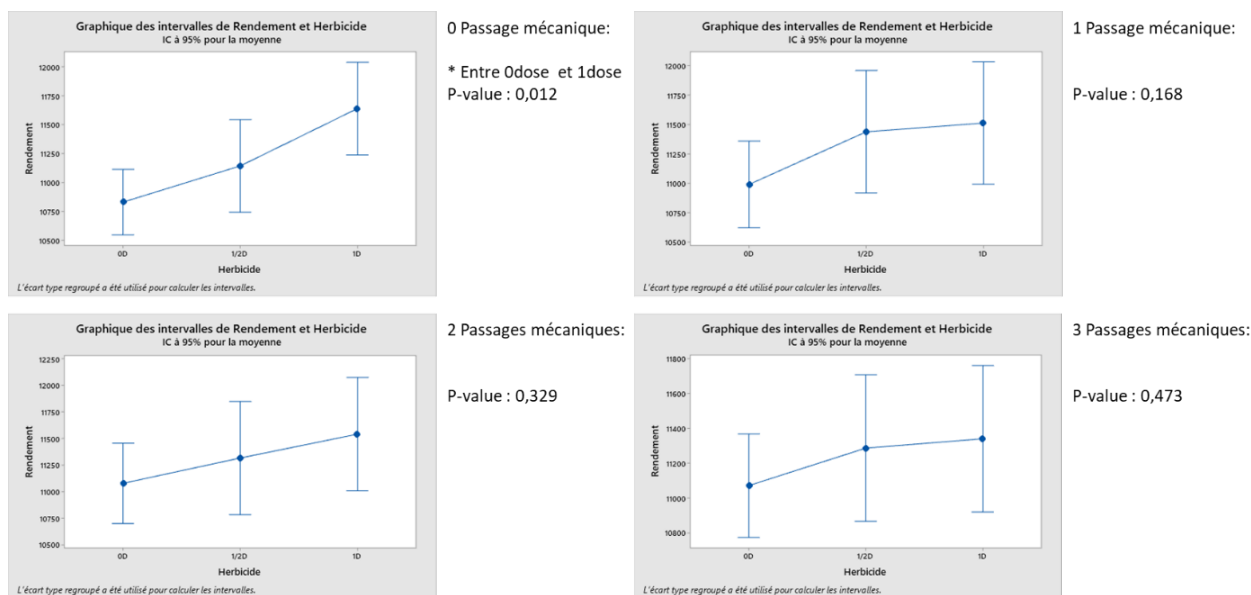 Graphique des intervalles de Rendement et Herbicide
IC à 95% pour la moyenne
12000
11750
11500
11250
11000
10750
10500
Rendement
0D
1/2D
1D
Herbicide
L'écart type regroupé a été utilisé pour calculer les intervalles.
0 Passage mécanique:
* Entre 0dose et 1dose
P-value : 0,012
Graphique des intervalles de Rendement et Herbicide
IC à 95% pour la moyenne
12000
11750
11500
11250
11000
10750
10500
Rendement
0D
1/2D
1D
Herbicide
L'écart type regroupé a été utilisé pour calculer les intervalles.
1 Passage mécanique:
P-value : 0,168
Graphique des intervalles de Rendement et Herbicide
IC à 95% pour la moyenne
12250
12000
11750
11500
11250
11000
10750
10500
Rendement
0D
1/2D
1D
Herbicide
L'écart type regroupé a été utilisé pour calculer les intervalles.
2 Passages mécaniques:
P-value : 0,329
Graphique des intervalles de Rendement et Herbicide
IC à 95% pour la moyenne
11800
11600
11400
11200
11000
10800
Rendement
0D
1/2D
1D
Herbicide
L'écart type regroupé a été utilisé pour calculer les intervalles.
3 Passages mécaniques:
P-value : 0,473